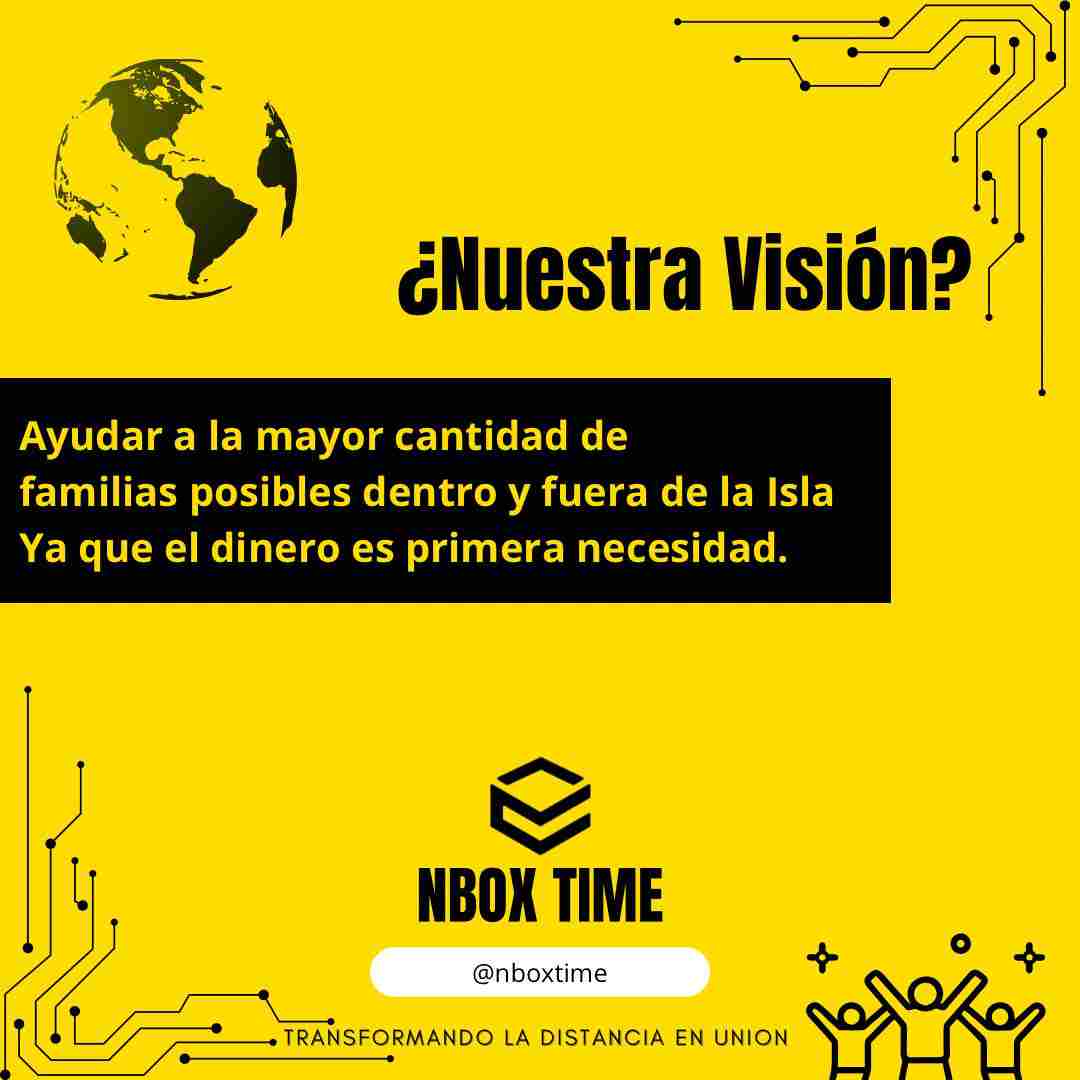 ¿Nuestra Visión?
Ayudar a la mayor cantidad de
familias posibles dentro y fuera de la Isla
Ya que el dinero es primera necesidad.
NBOX TIME
@nboxtime
TRANSFORMANDO LA DISTANCIA EN UNION